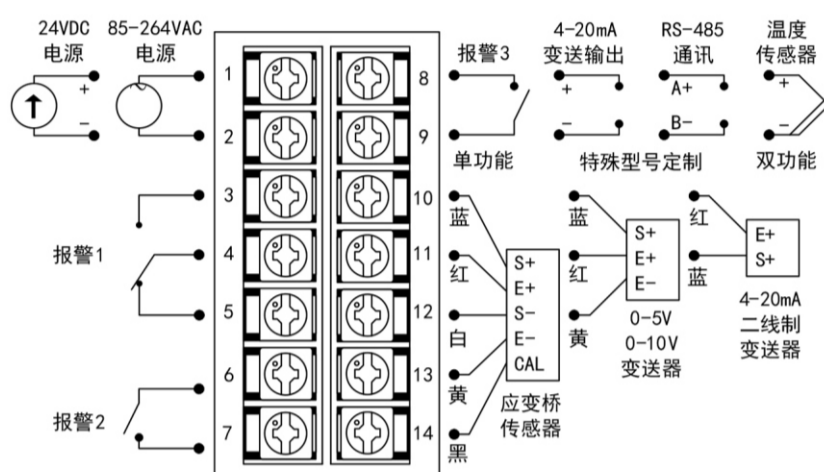 24VDC
电源
+
−
85-264VAC
电源
报警1
报警2
1
2
3
4
5
6
7
8
9
10
11
12
13
14
报警3
单功能
4-20mA
变送输出
+
−
RS-485
通讯
A+
B-
特殊型号定制
温度
传感器
+
−
双功能
蓝
红
白
黄
黑
S+
E+
S-
E-
CAL
应变桥
传感器
蓝
红
黄
S+
E+
E-
0-5V
0-10V
变送器
红
蓝
E+
S+
4-20mA
二线制
变送器